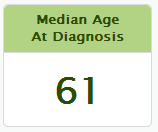 Median Age
At Diagnosis
61